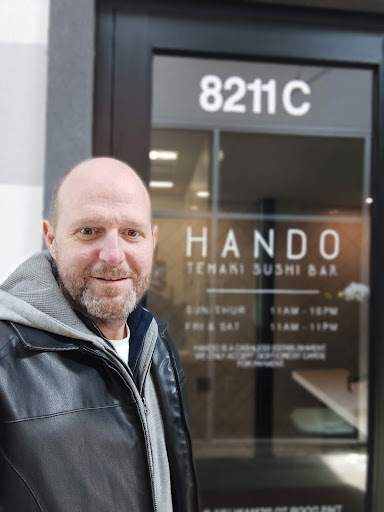 8211 C
HANDO
TEMAKI SUSHI BAR
SUN-THUR 11AM - 10PM
FRI & SAT 11AM - 11PM
HANDO IS A CASHLESS ESTABLISHMENT
WE ONLY ACCEPT DEBIT/CREDIT CARDS
FOR PAYMENT.